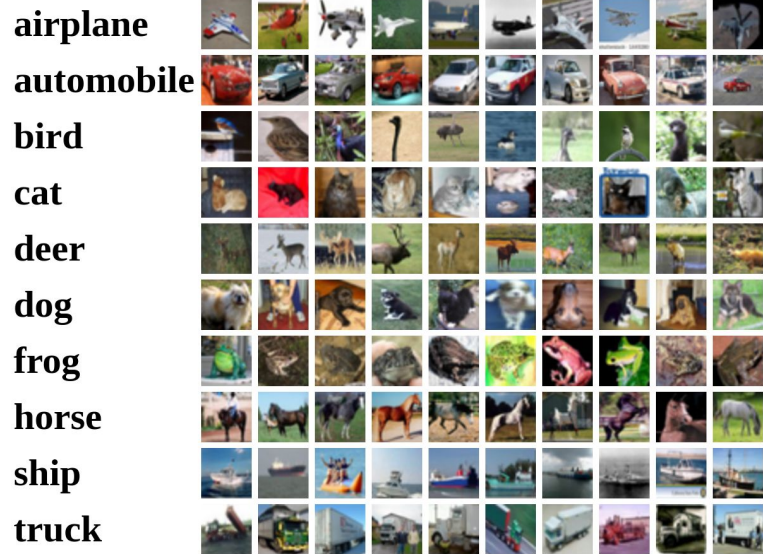 airplane
automobile
bird
cat
deer
dog
frog
horse
ship
truck